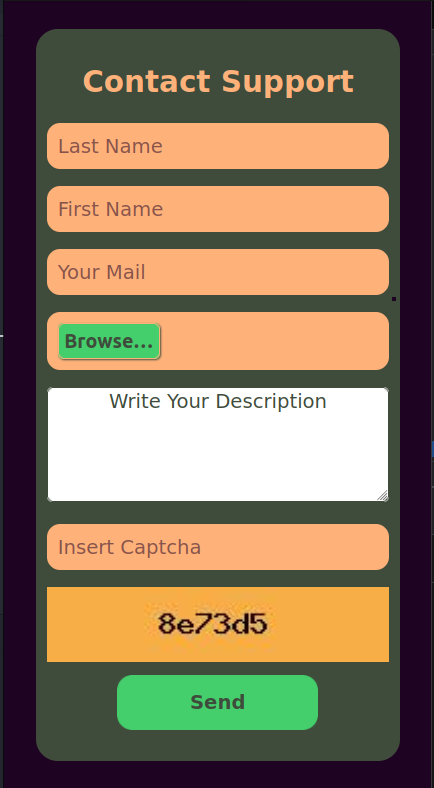 Contact Support
Last Name
First Name
Your Mail
Browse...
Write Your Description
Insert Captcha
8e73d5
Send